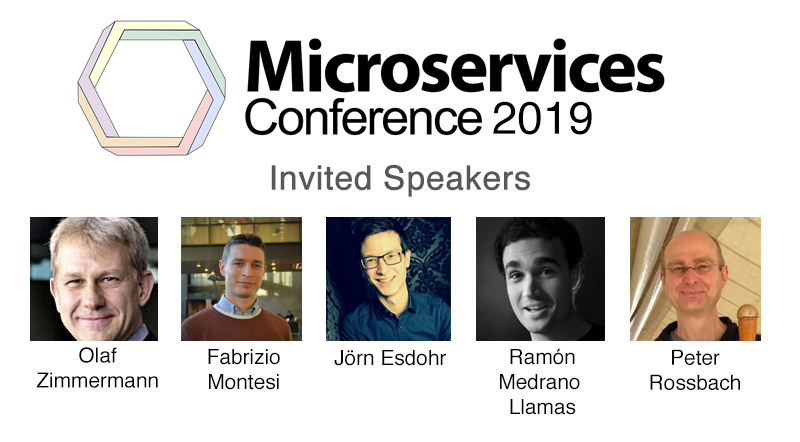 Microservices
Conference 2019
Invited Speakers
Olaf
Zimmermann
Fabrizio
Montesi
Jörn Esdohr
Ramón
Medrano
Llamas
Peter
Rossbach